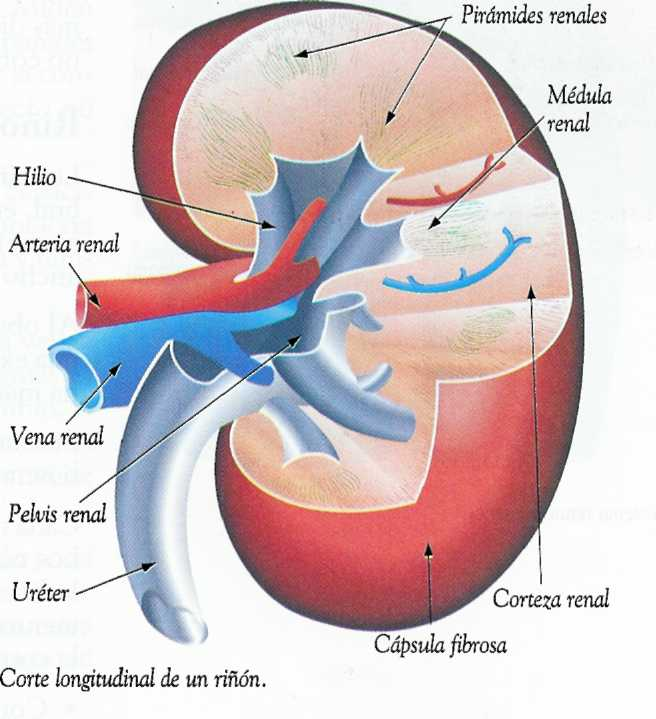 Pirámides renales
Médula
renal
Hilio
Arteria renal
Vena renal
Pelvis renal
Uréter
Corteza renal
Cápsula fibrosa
Corte longitudinal de un riñón.